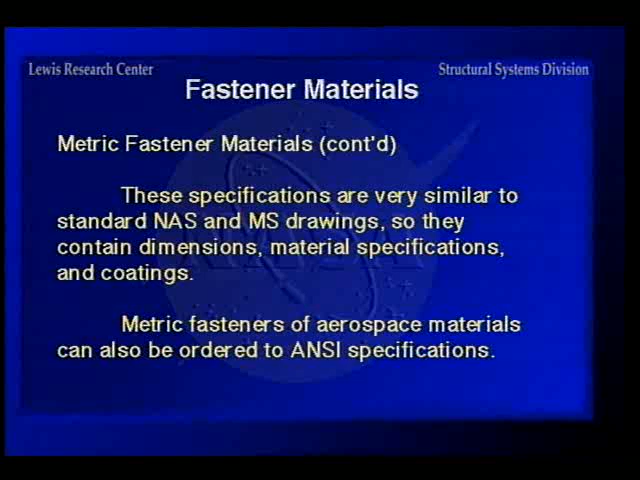 Lewis Research Center
Structural Systems Division
Fastener Materials
Metric Fastener Materials (cont'd)
These specifications are very similar to
standard NAS and MS drawings, so they
contain dimensions, material specifications,
and coatings.
Metric fasteners of aerospace materials
can also be ordered to ANSI specifications.